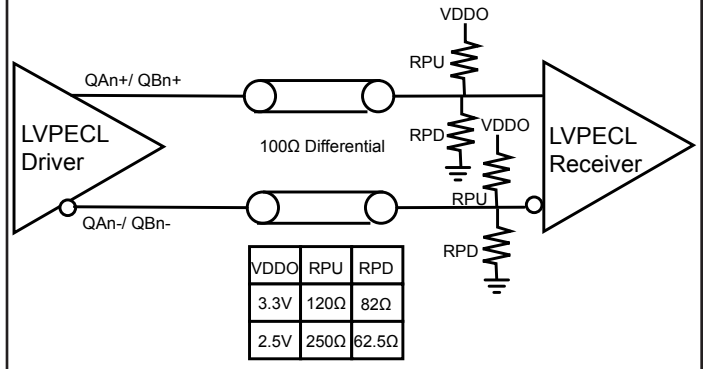 VDDO
RPU
QAn+/ QBn+
LVPECL
Driver
100Ω Differential
RPD
VDDO
LVPECL
Receiver
RPU
QAn-/ QBn-
RPD
VDDO RPU RPD
3.3V 120Ω 82Ω
2.5V 250Ω 62.5Ω